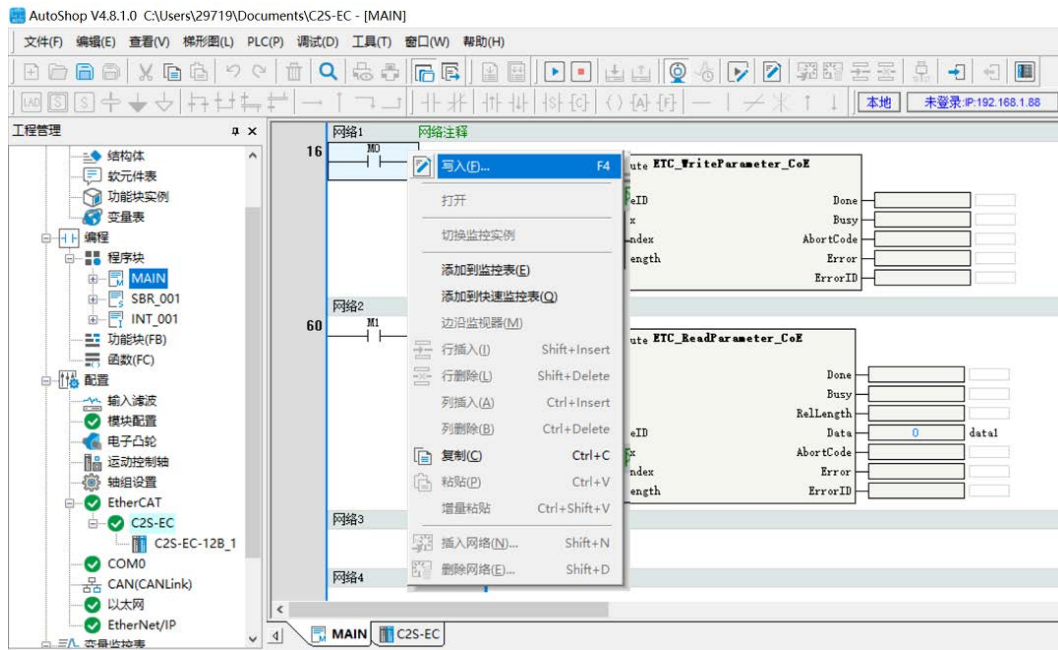 AutoShop V4.8.1.0 C:\Users\29719\Documents\C2S-EC - [MAIN]
文件(F) 编辑(E) 查看(V) 梯形图(L) PLC(P) 调试(D) 工具(T) 窗口(W) 帮助(H)
LAD S S
{S} {C} ( ) {A} {F}
本地 未登录:IP:192.168.1.88
工程管理
结构体
软元件表
功能块实例
变量表
编程
程序块
MAIN
SBR_001
INT_001
功能块(FB)
函数(FC)
配置
输入滤波
模块配置
电子凸轮
运动控制轴
轴组设置
EtherCAT
C2S-EC
C2S-EC-12B_1
COM0
CAN(CANLink)
以太网
EtherNet/IP
变量监控表
网络1 网络注释
16 M0
写入(F)... F4
打开
切换监控实例
添加到监控表(E)
添加到快速监控表(Q)
边沿监视器(M)
行插入(I) Shift+Insert
行删除(L) Shift+Delete
列插入(A) Ctrl+Insert
列删除(B) Ctrl+Delete
复制(C) Ctrl+C
粘贴(P) Ctrl+V
增量粘贴 Ctrl+Shift+V
插入网络(N)... Shift+N
删除网络(E)... Shift+D
ute ETC_WriteParameter_CoE
eID Done
x Busy
ndex AbortCode
ength Error
ErrorID
网络2
60 M1
ute ETC_ReadParameter_CoE
Done
Busy
RelLength
eID Data 0 data1
x AbortCode
ndex Error
ength ErrorID
网络3
网络4
MAIN C2S-EC